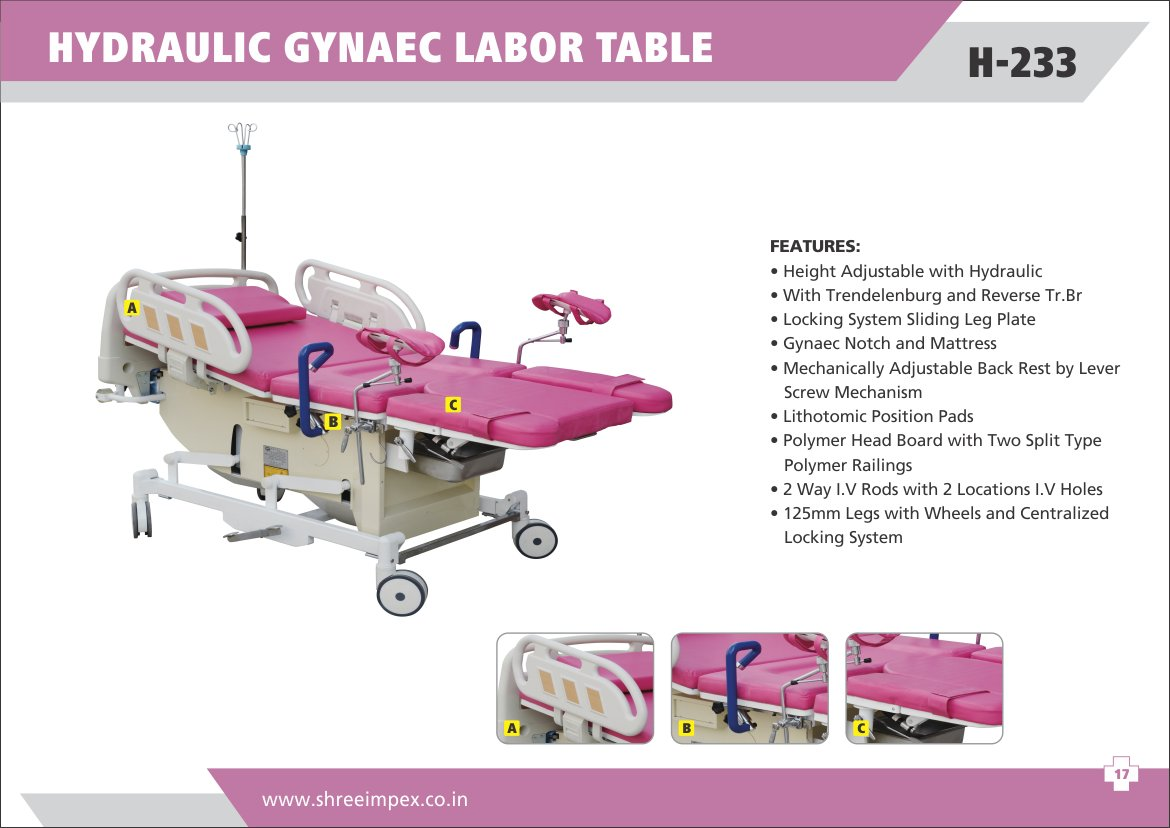 HYDRAULIC GYNAEC LABOR TABLE
H-233
A
B
C
FEATURES:
• Height Adjustable with Hydraulic
• With Trendelenburg and Reverse Tr.Br
• Locking System Sliding Leg Plate
• Gynaec Notch and Mattress
• Mechanically Adjustable Back Rest by Lever
Screw Mechanism
• Lithotomic Position Pads
• Polymer Head Board with Two Split Type
Polymer Railings
• 2 Way I.V Rods with 2 Locations I.V Holes
• 125mm Legs with Wheels and Centralized
Locking System
A
B
C
17
www.shreeimpex.co.in